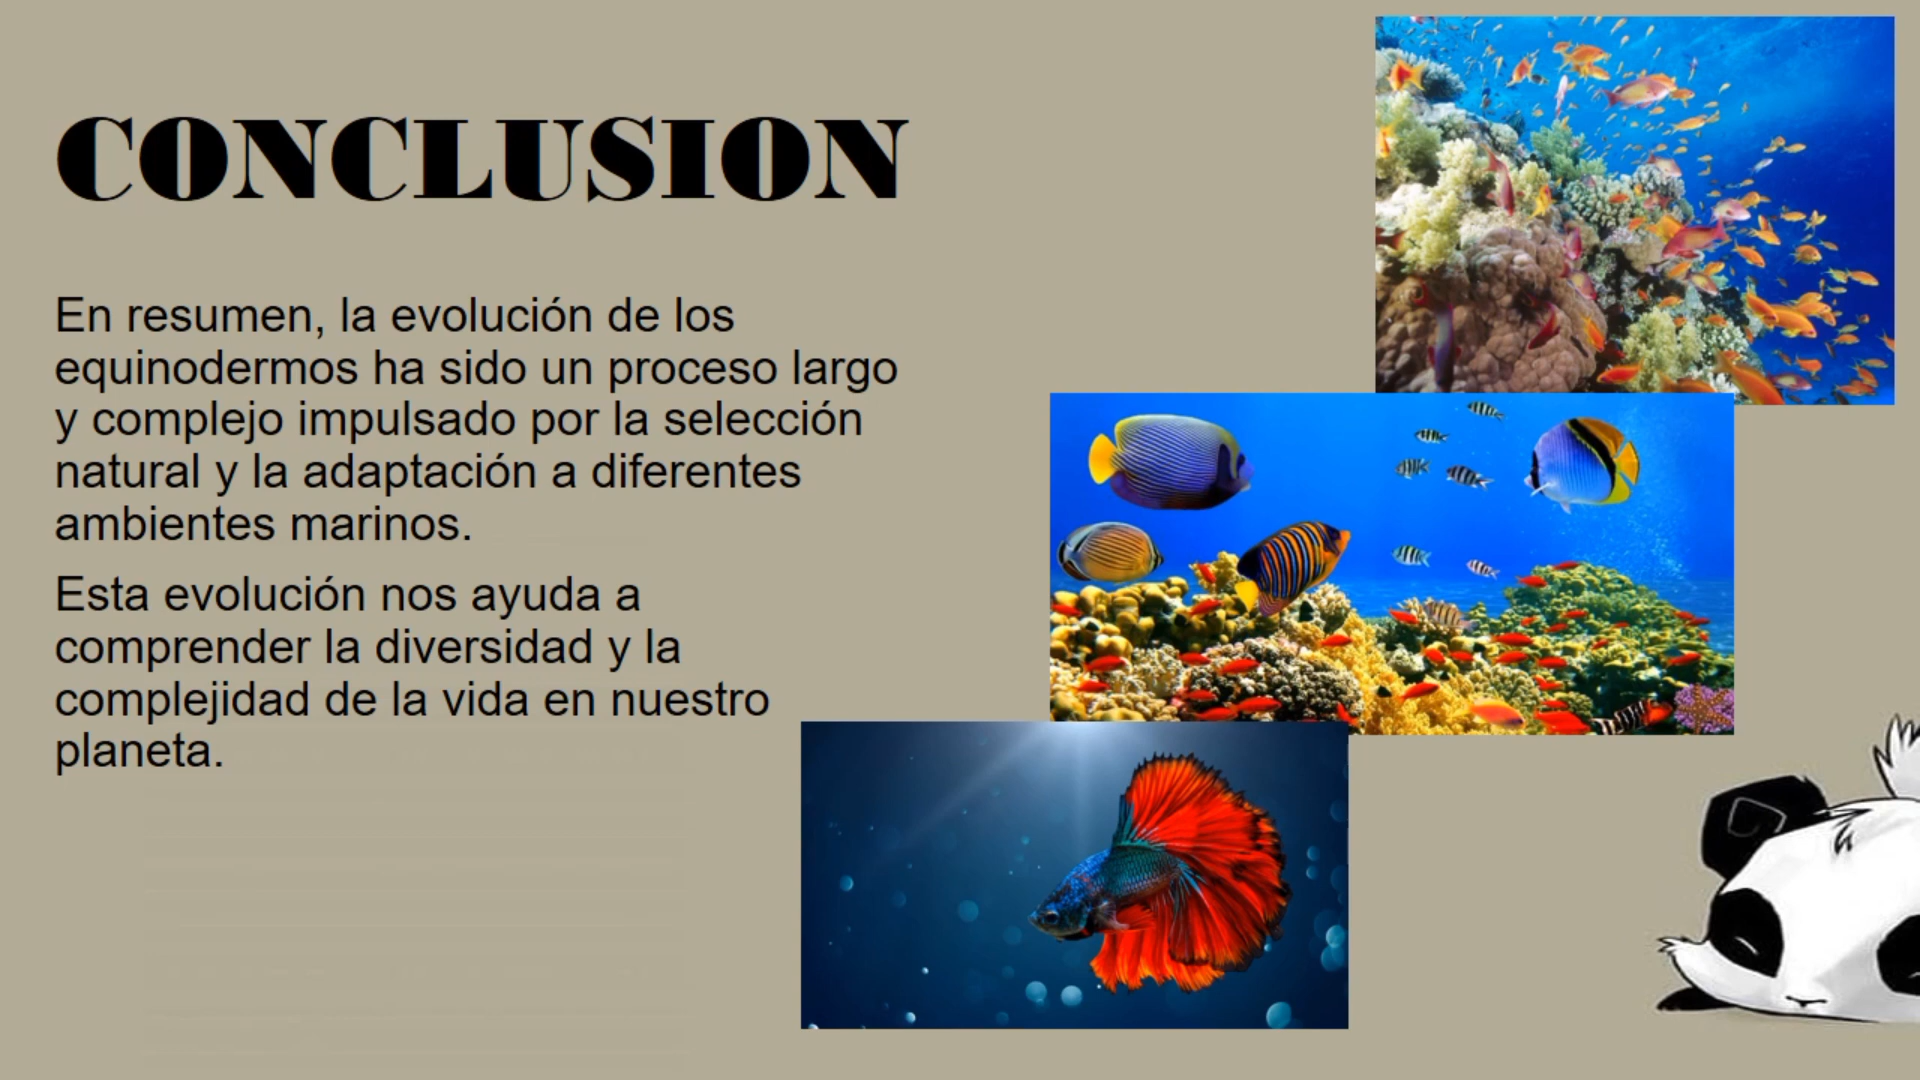 CONCLUSION
En resumen, la evolución de los
equinodermos ha sido un proceso largo
y complejo impulsado por la selección
natural y la adaptación a diferentes
ambientes marinos.
Esta evolución nos ayuda a
comprender la diversidad y la
complejidad de la vida en nuestro
planeta.